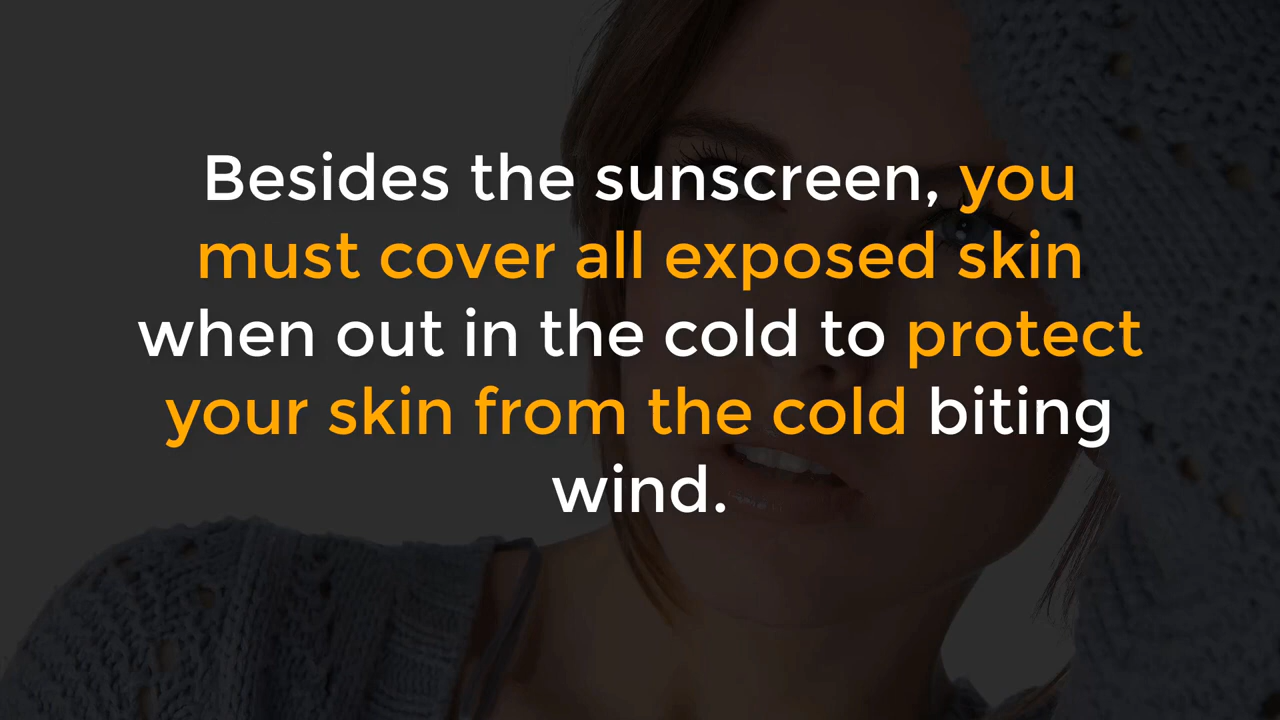 Besides the sunscreen, you
must cover all exposed skin
when out in the cold to protect
your skin from the cold biting
wind.